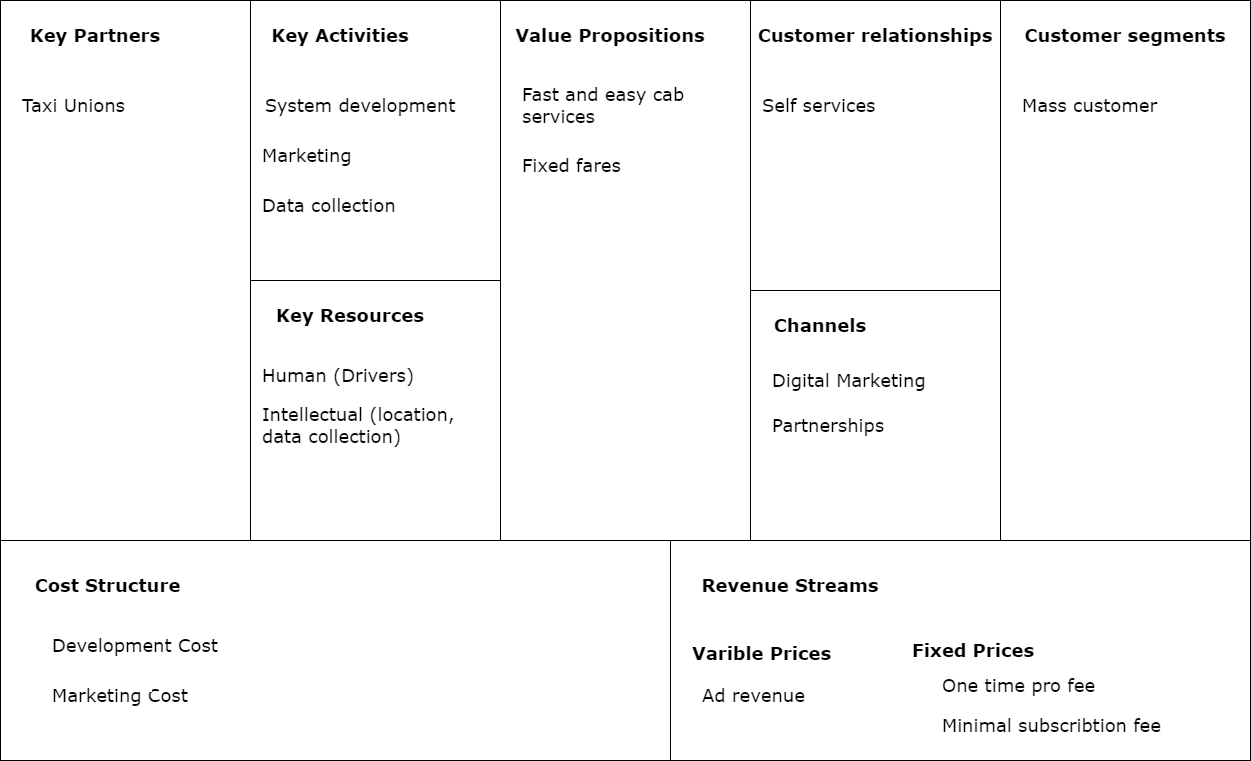 Key Partners
Taxi Unions
Key Activities
System development
Marketing
Data collection
Key Resources
Human (Drivers)
Intellectual (location,
data collection)
Value Propositions
Fast and easy cab
services
Fixed fares
Customer relationships
Self services
Channels
Digital Marketing
Partnerships
Customer segments
Mass customer
Cost Structure
Development Cost
Marketing Cost
Revenue Streams
Varible Prices
Ad revenue
Fixed Prices
One time pro fee
Minimal subscribtion fee